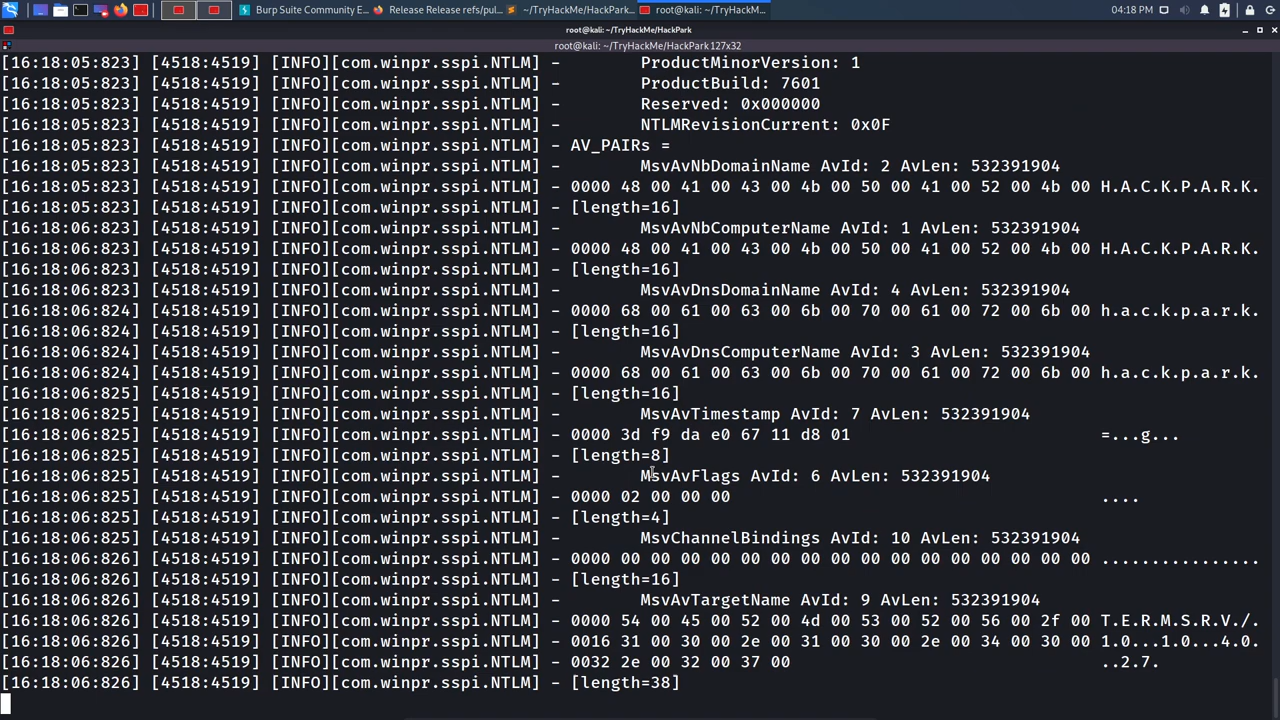 Burp Suite Community E...
Release Release refs/pul...
~/TryHackMe/HackPark...
root@kali: ~/TryHackM...
04:18 PM
root@kali: ~/TryHackMe/HackPark
root@kali: ~/TryHackMe/HackPark 127x32
[16:18:05:823] [4518:4519] [INFO][com.winpr.sspi.NTLM] - ProductMinorVersion: 1
[16:18:05:823] [4518:4519] [INFO][com.winpr.sspi.NTLM] - ProductBuild: 7601
[16:18:05:823] [4518:4519] [INFO][com.winpr.sspi.NTLM] - Reserved: 0x000000
[16:18:05:823] [4518:4519] [INFO][com.winpr.sspi.NTLM] - NTLMRevisionCurrent: 0x0F
[16:18:05:823] [4518:4519] [INFO][com.winpr.sspi.NTLM] - AV_PAIRs =
[16:18:05:823] [4518:4519] [INFO][com.winpr.sspi.NTLM] - MsvAvNbDomainName AvId: 2 AvLen: 532391904
[16:18:05:823] [4518:4519] [INFO][com.winpr.sspi.NTLM] - 0000 48 00 41 00 43 00 4b 00 50 00 41 00 52 00 4b 00 H.A.C.K.P.A.R.K.
[16:18:05:823] [4518:4519] [INFO][com.winpr.sspi.NTLM] - [length=16]
[16:18:05:823] [4518:4519] [INFO][com.winpr.sspi.NTLM] - MsvAvNbComputerName AvId: 1 AvLen: 532391904
[16:18:05:823] [4518:4519] [INFO][com.winpr.sspi.NTLM] - 0000 48 00 41 00 43 00 4b 00 50 00 41 00 52 00 4b 00 H.A.C.K.P.A.R.K.
[16:18:05:823] [4518:4519] [INFO][com.winpr.sspi.NTLM] - [length=16]
[16:18:05:823] [4518:4519] [INFO][com.winpr.sspi.NTLM] - MsvAvDnsDomainName AvId: 4 AvLen: 532391904
[16:18:06:824] [4518:4519] [INFO][com.winpr.sspi.NTLM] - 0000 68 00 61 00 63 00 6b 00 70 00 61 00 72 00 6b 00 h.a.c.k.p.a.r.k.
[16:18:06:824] [4518:4519] [INFO][com.winpr.sspi.NTLM] - [length=16]
[16:18:06:824] [4518:4519] [INFO][com.winpr.sspi.NTLM] - MsvAvDnsComputerName AvId: 3 AvLen: 532391904
[16:18:06:824] [4518:4519] [INFO][com.winpr.sspi.NTLM] - 0000 68 00 61 00 63 00 6b 00 70 00 61 00 72 00 6b 00 h.a.c.k.p.a.r.k.
[16:18:06:825] [4518:4519] [INFO][com.winpr.sspi.NTLM] - [length=16]
[16:18:06:825] [4518:4519] [INFO][com.winpr.sspi.NTLM] - MsvAvTimestamp AvId: 7 AvLen: 532391904
[16:18:06:825] [4518:4519] [INFO][com.winpr.sspi.NTLM] - 0000 3d f9 da e0 67 11 d8 01 =...g...
[16:18:06:825] [4518:4519] [INFO][com.winpr.sspi.NTLM] - [length=8]
[16:18:06:825] [4518:4519] [INFO][com.winpr.sspi.NTLM] - MsvAvFlags AvId: 6 AvLen: 532391904
[16:18:06:825] [4518:4519] [INFO][com.winpr.sspi.NTLM] - 0000 02 00 00 00 ....
[16:18:06:825] [4518:4519] [INFO][com.winpr.sspi.NTLM] - [length=4]
[16:18:06:825] [4518:4519] [INFO][com.winpr.sspi.NTLM] - MsvChannelBindings AvId: 10 AvLen: 532391904
[16:18:06:826] [4518:4519] [INFO][com.winpr.sspi.NTLM] - 0000 00 00 00 00 00 00 00 00 00 00 00 00 00 00 00 00 ................
[16:18:06:826] [4518:4519] [INFO][com.winpr.sspi.NTLM] - [length=16]
[16:18:06:826] [4518:4519] [INFO][com.winpr.sspi.NTLM] - MsvAvTargetName AvId: 9 AvLen: 532391904
[16:18:06:826] [4518:4519] [INFO][com.winpr.sspi.NTLM] - 0000 54 00 45 00 52 00 4d 00 53 00 52 00 56 00 2f 00 T.E.R.M.S.R.V./.
[16:18:06:826] [4518:4519] [INFO][com.winpr.sspi.NTLM] - 0016 31 00 30 00 2e 00 31 00 30 00 2e 00 34 00 30 00 1.0...1.0...4.0.
[16:18:06:826] [4518:4519] [INFO][com.winpr.sspi.NTLM] - 0032 2e 00 32 00 37 00 ..2.7.
[16:18:06:826] [4518:4519] [INFO][com.winpr.sspi.NTLM] - [length=38]